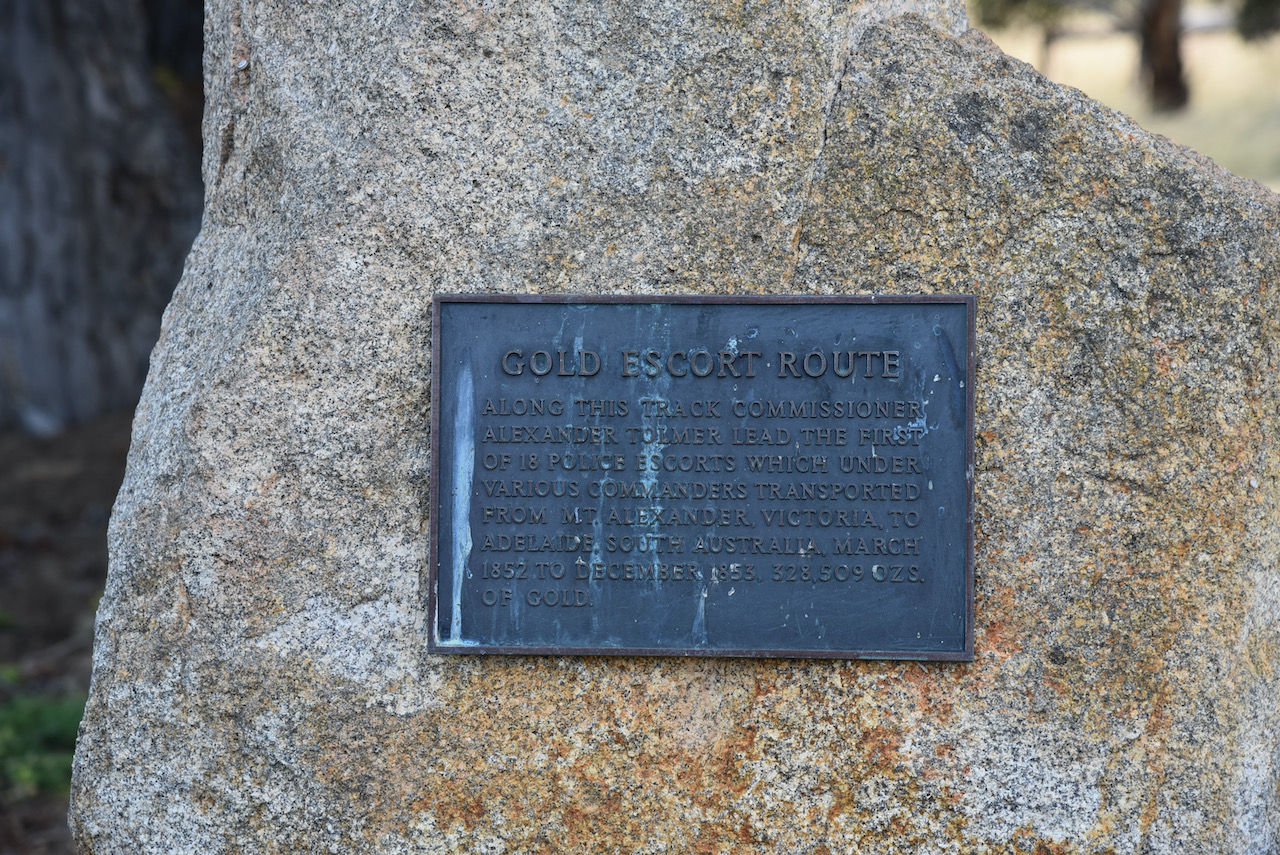 GOLD ESCORT ROUTE
ALONG THIS TRACK COMMISSIONER
ALEXANDER TOLMER LEAD THE FIRST
OF 18 POLICE ESCORTS WHICH UNDER
VARIOUS COMMANDERS TRANSPORTED
FROM MT ALEXANDER, VICTORIA, TO
ADELAIDE SOUTH AUSTRALIA, MARCH
1852 TO DECEMBER 1853, 328,509 OZS.
OF GOLD.